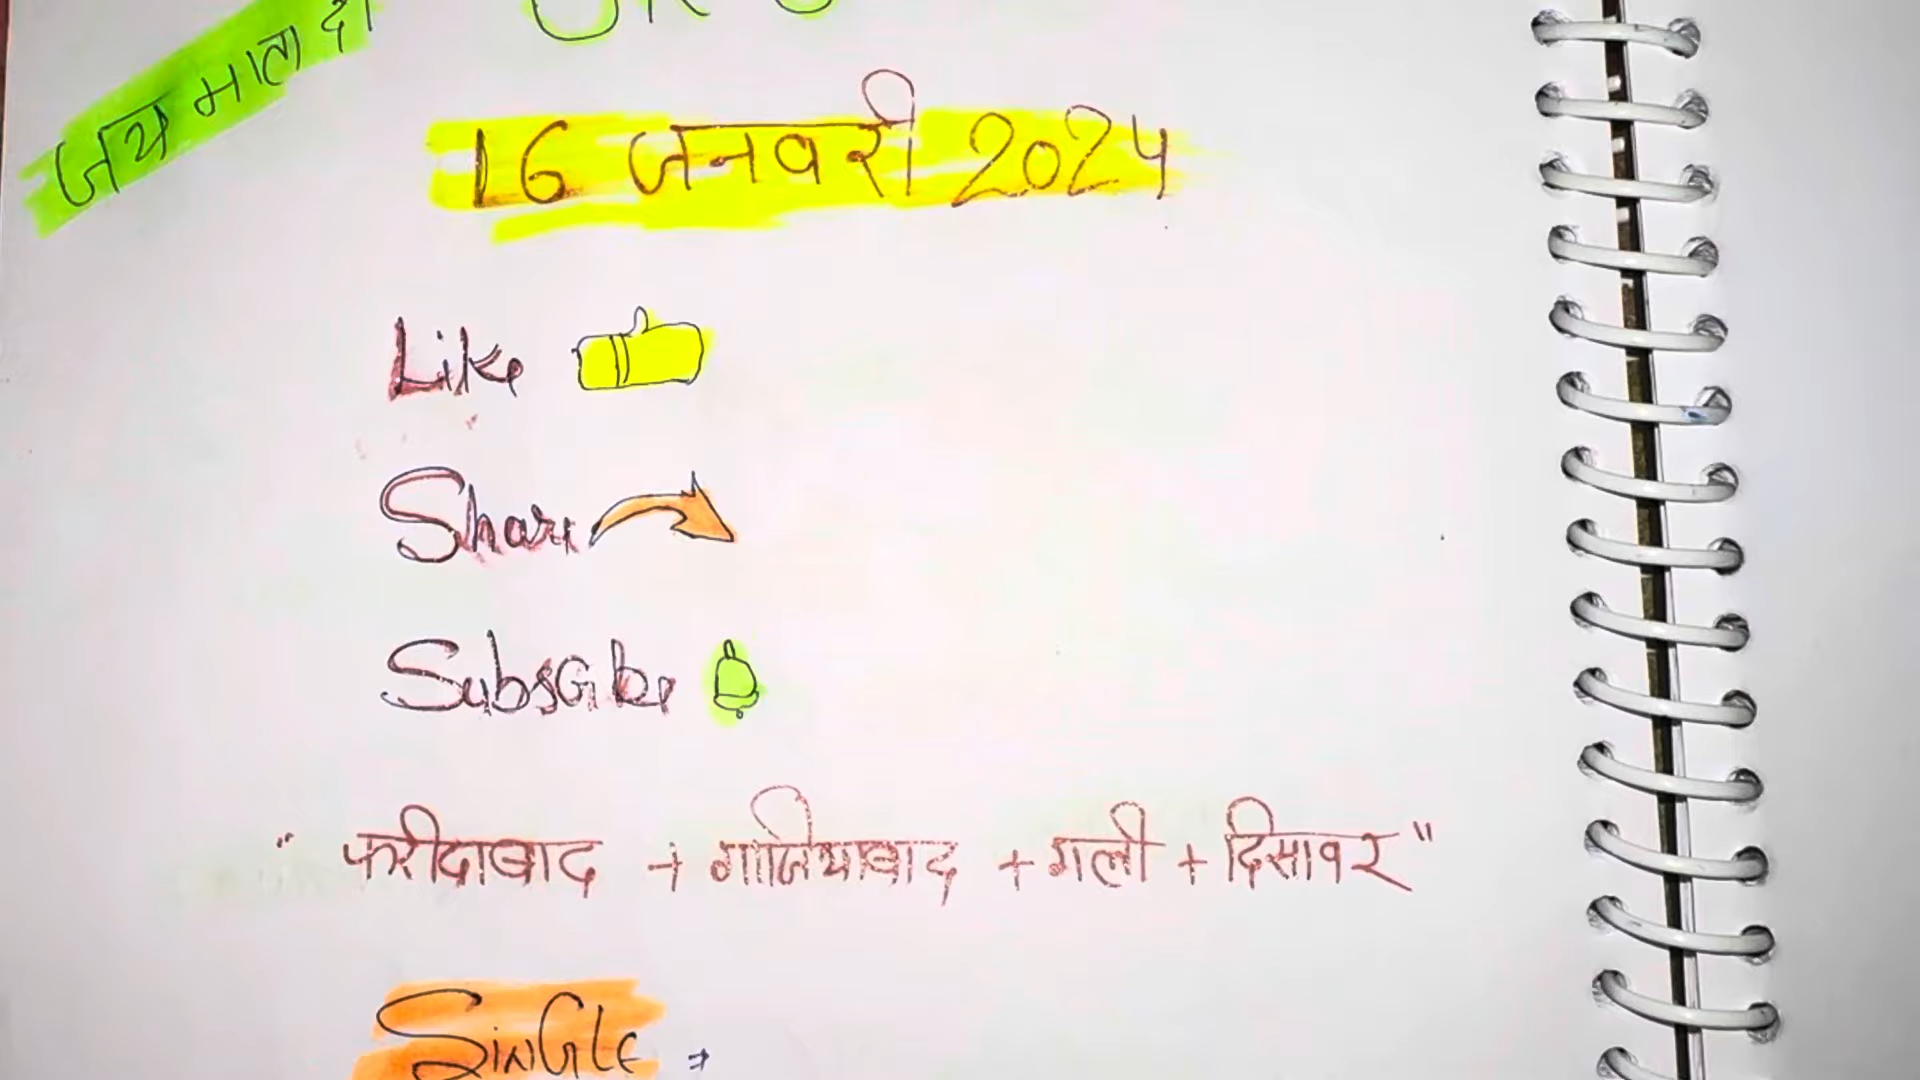 जय माता दी
16 जनवरी 2024
Like
Share
Subscribe
" फरीदाबाद + गाजियाबाद + गली + दिसावर "
SINGLE →